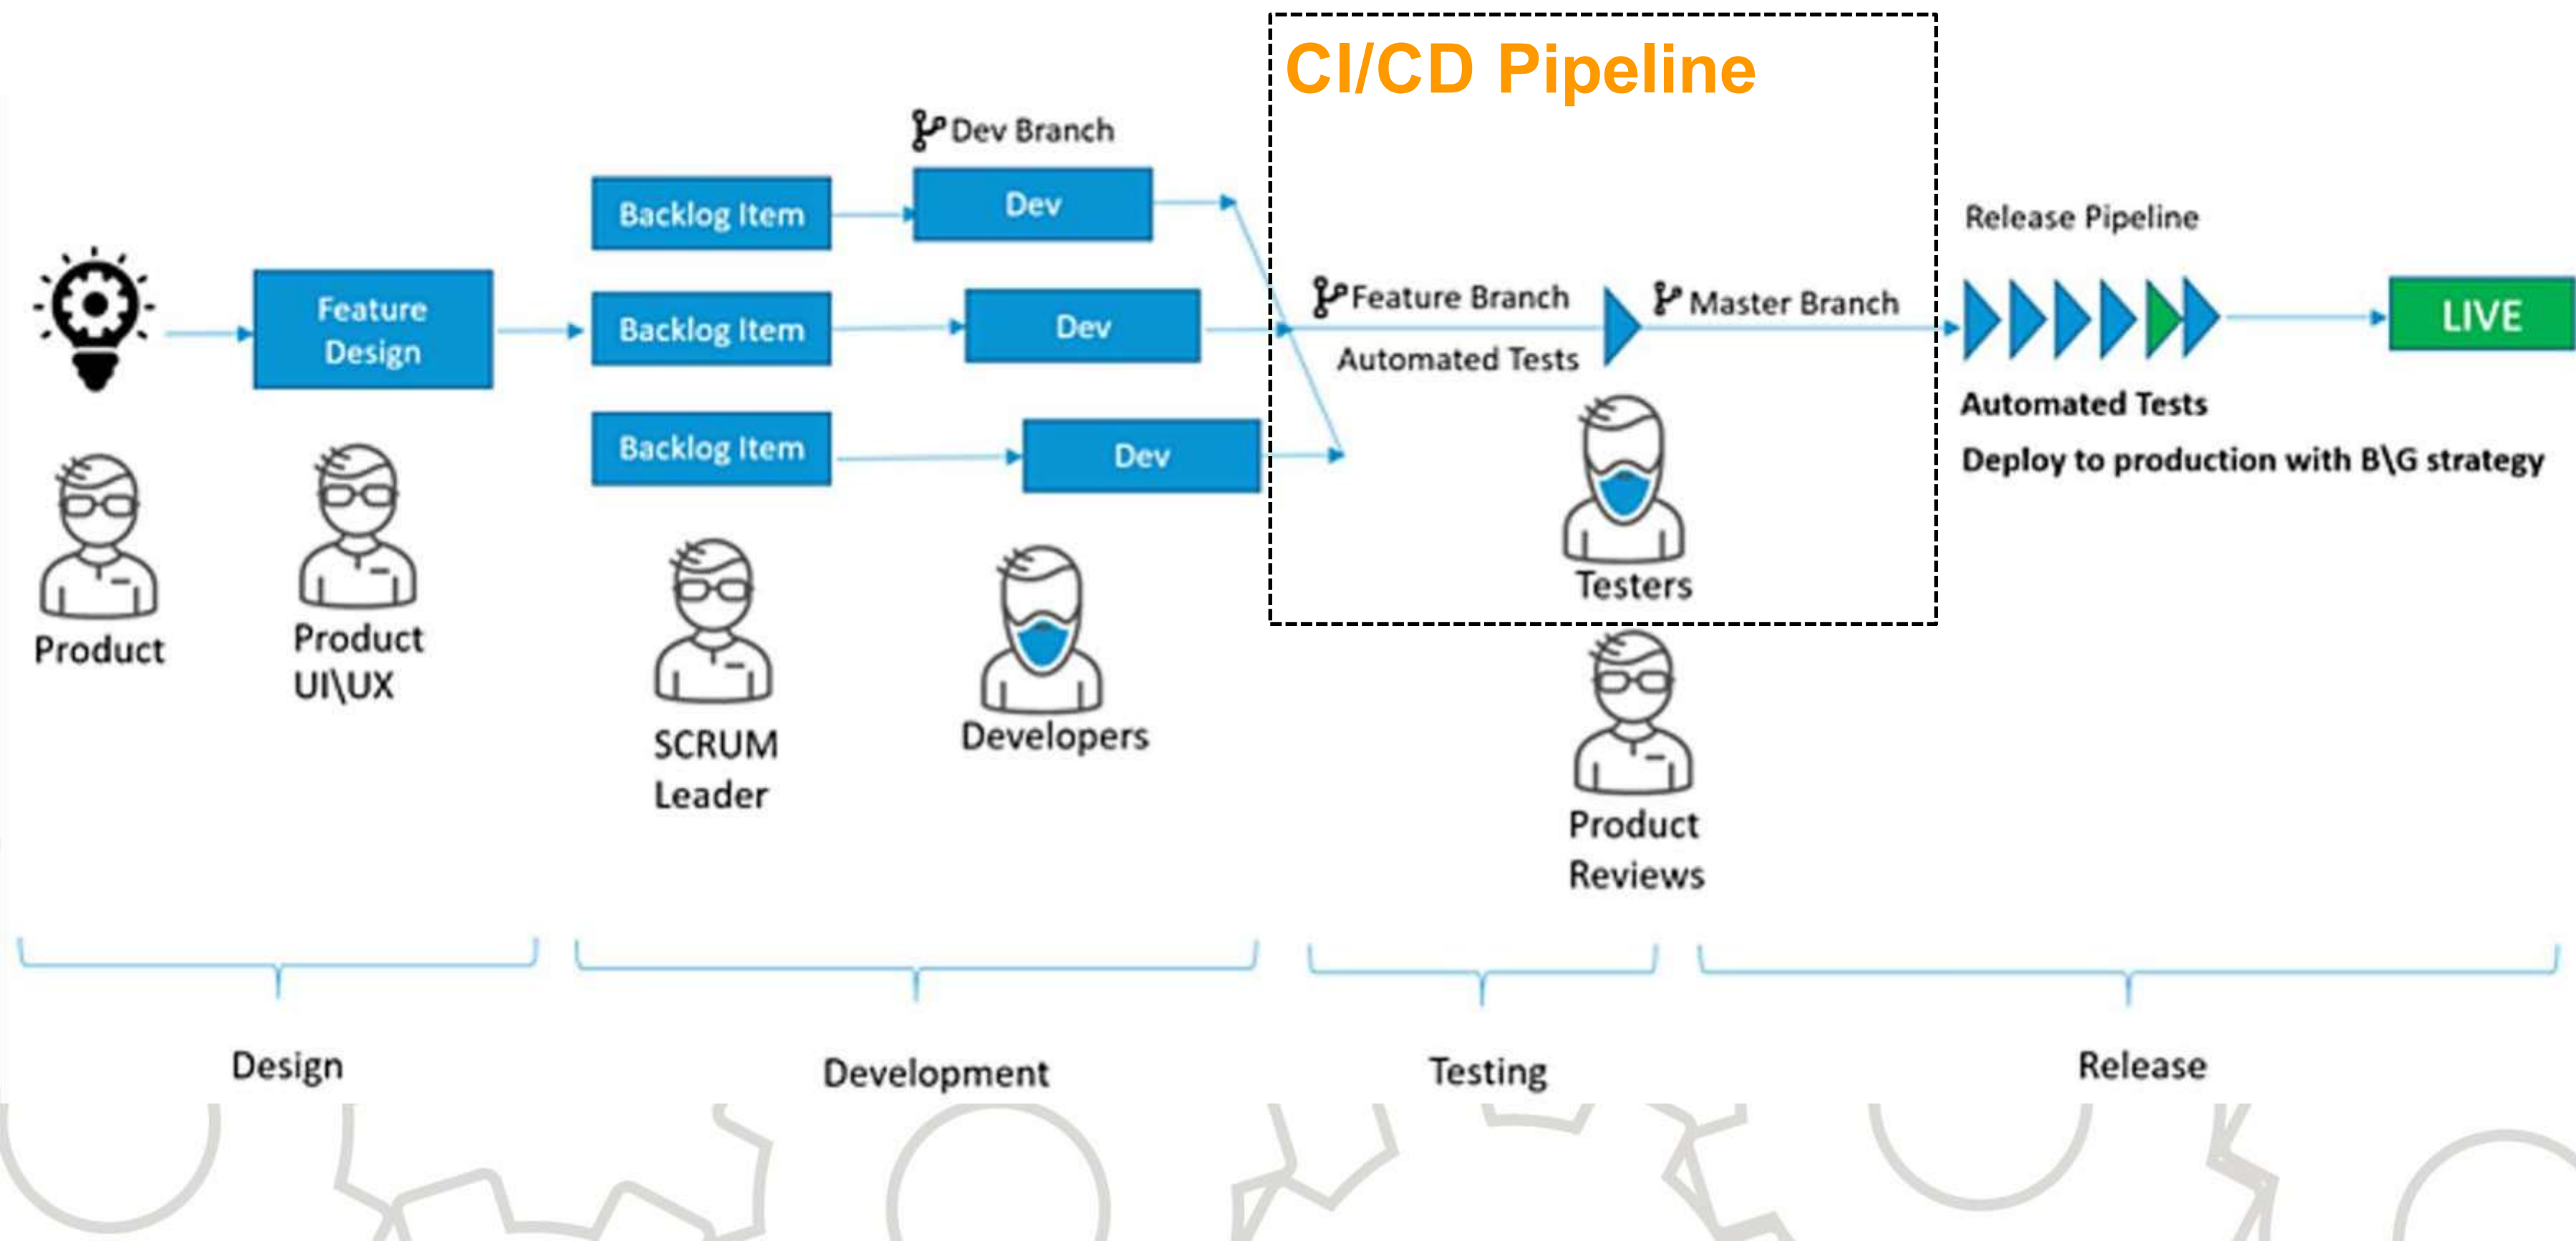 CI/CD Pipeline
Dev Branch
Backlog Item
Dev
Release Pipeline
Feature
Design
Backlog Item
Dev
Feature Branch
Master Branch
LIVE
Automated Tests
Automated Tests
Backlog Item
Dev
Deploy to production with B\G strategy
Testers
Product
Product
UI\UX
SCRUM
Leader
Developers
Product
Reviews
Design
Development
Testing
Release